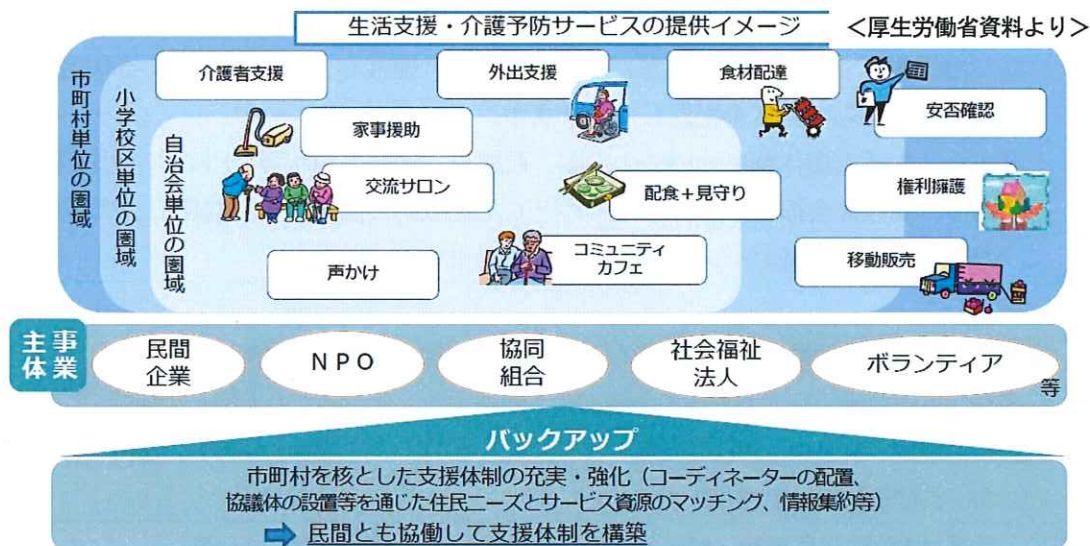 生活支援・介護予防サービスの提供イメージ
<厚生労働省資料より>
市町村単位の圏域
小学校区単位の圏域
自治会単位の圏域
介護者支援
外出支援
食材配達
安否確認
家事援助
交流サロン
配食+見守り
権利擁護
声かけ
コミュニティ
カフェ
移動販売
事業
主体
民間
企業
NPO
協同
組合
社会福祉
法人
ボランティア
等
バックアップ
市町村を核とした支援体制の充実・強化（コーディネーターの配置、
協議体の設置等を通じた住民ニーズとサービス資源のマッチング、情報集約等）
➡ 民間とも協働して支援体制を構築